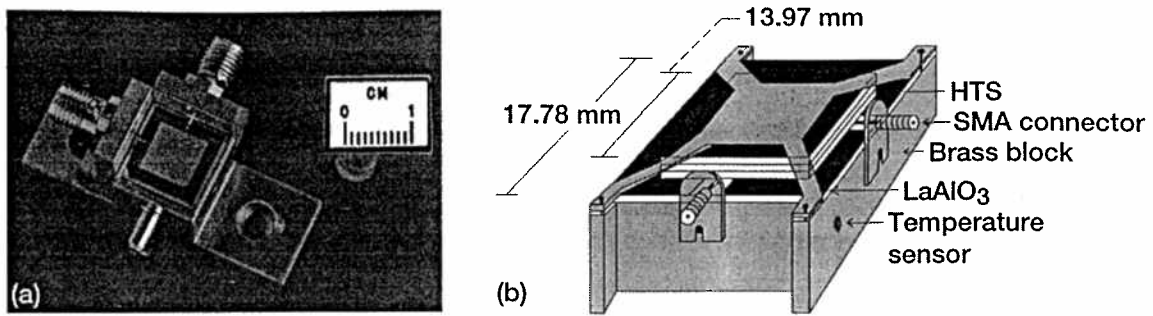 CM
0 1
(a)
13.97 mm
17.78 mm
HTS
SMA connector
Brass block
LaAlO₃
Temperature
sensor
(b)